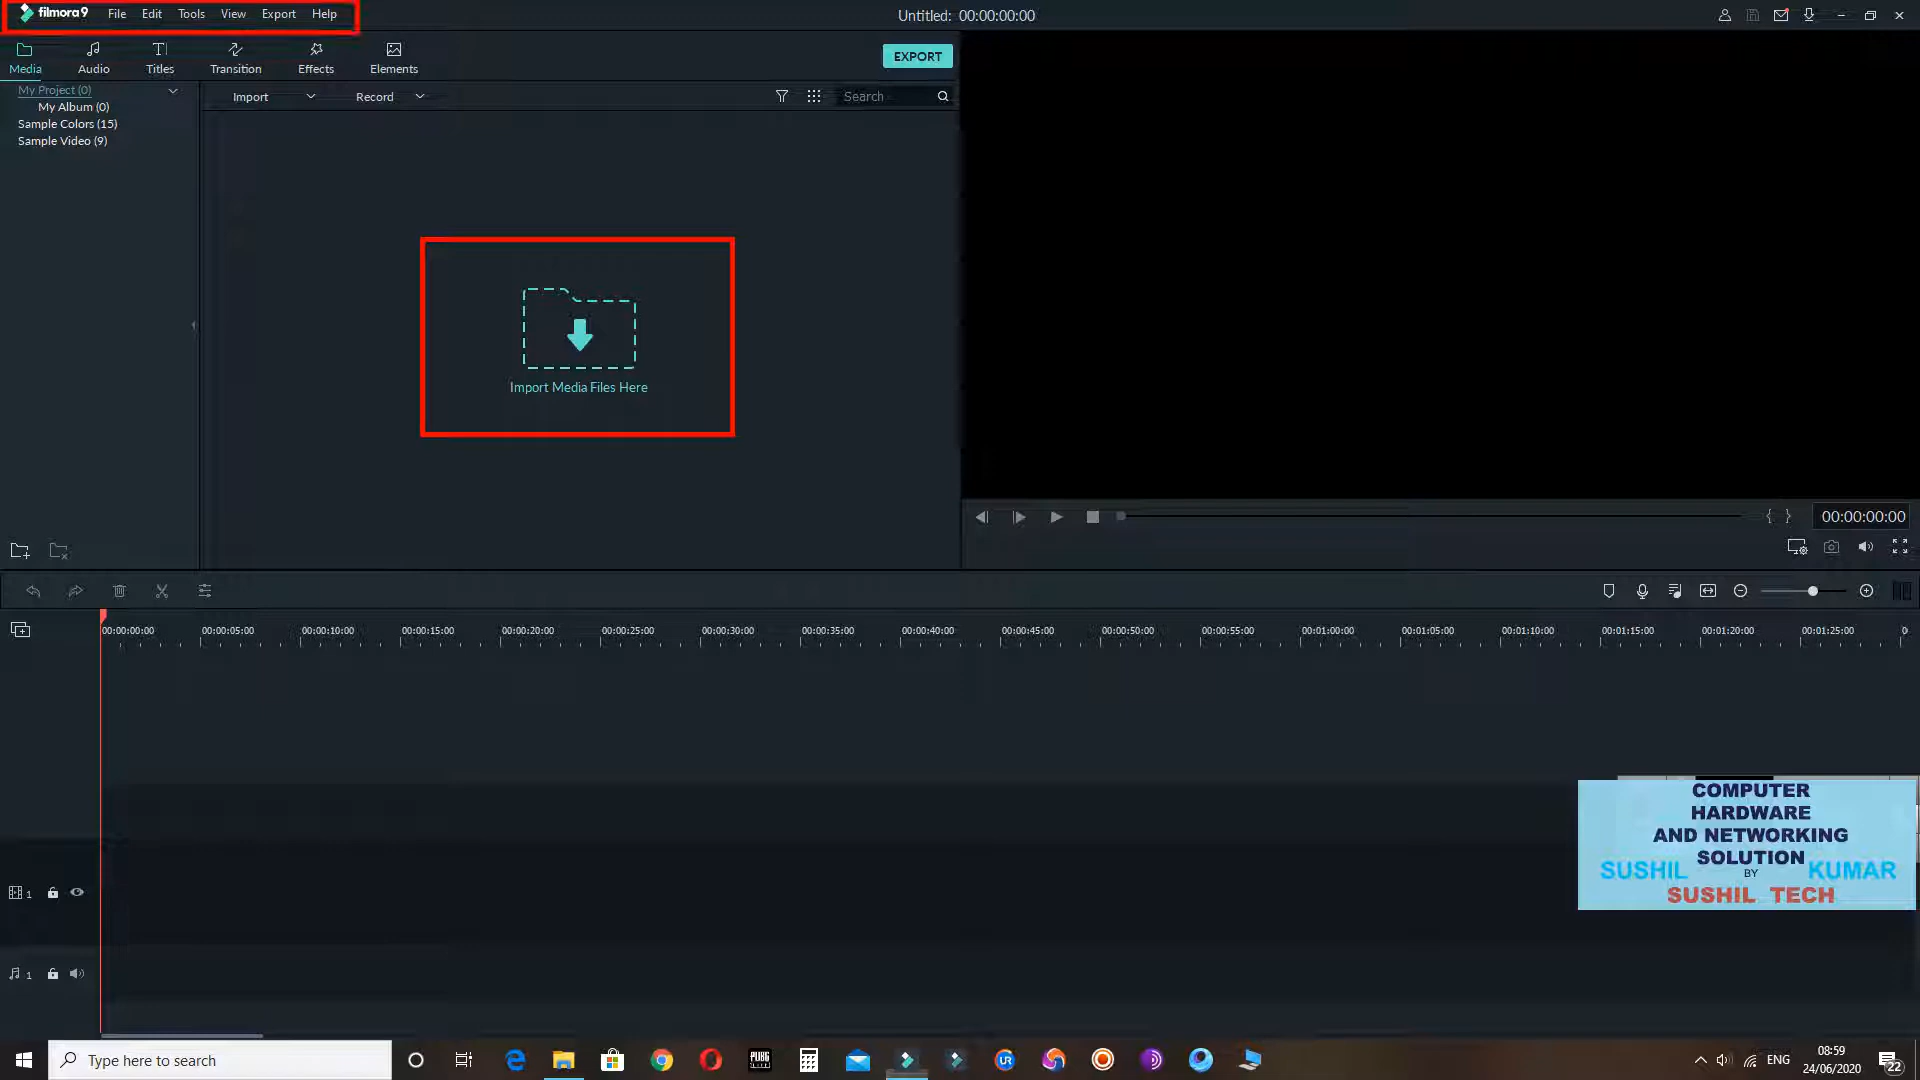 filmora9 File Edit Tools View Export Help
Untitled: 00:00:00:00
Media Audio Titles Transition Effects Elements
EXPORT
My Project (0)
My Album (0)
Sample Colors (15)
Sample Video (9)
Import Record
Search
Import Media Files Here
00:00:00:00
00:00:00:00 00:00:05:00 00:00:10:00 00:00:15:00 00:00:20:00 00:00:25:00 00:00:30:00 00:00:35:00 00:00:40:00 00:00:45:00 00:00:50:00 00:00:55:00 00:01:00:00 00:01:05:00 00:01:10:00 00:01:15:00 00:01:20:00 00:01:25:00 0
COMPUTER
HARDWARE
AND NETWORKING
SOLUTION
SUSHIL BY KUMAR
SUSHIL TECH
1
1
Type here to search
PUBG
UR
ENG
08:59
24/06/2020
22